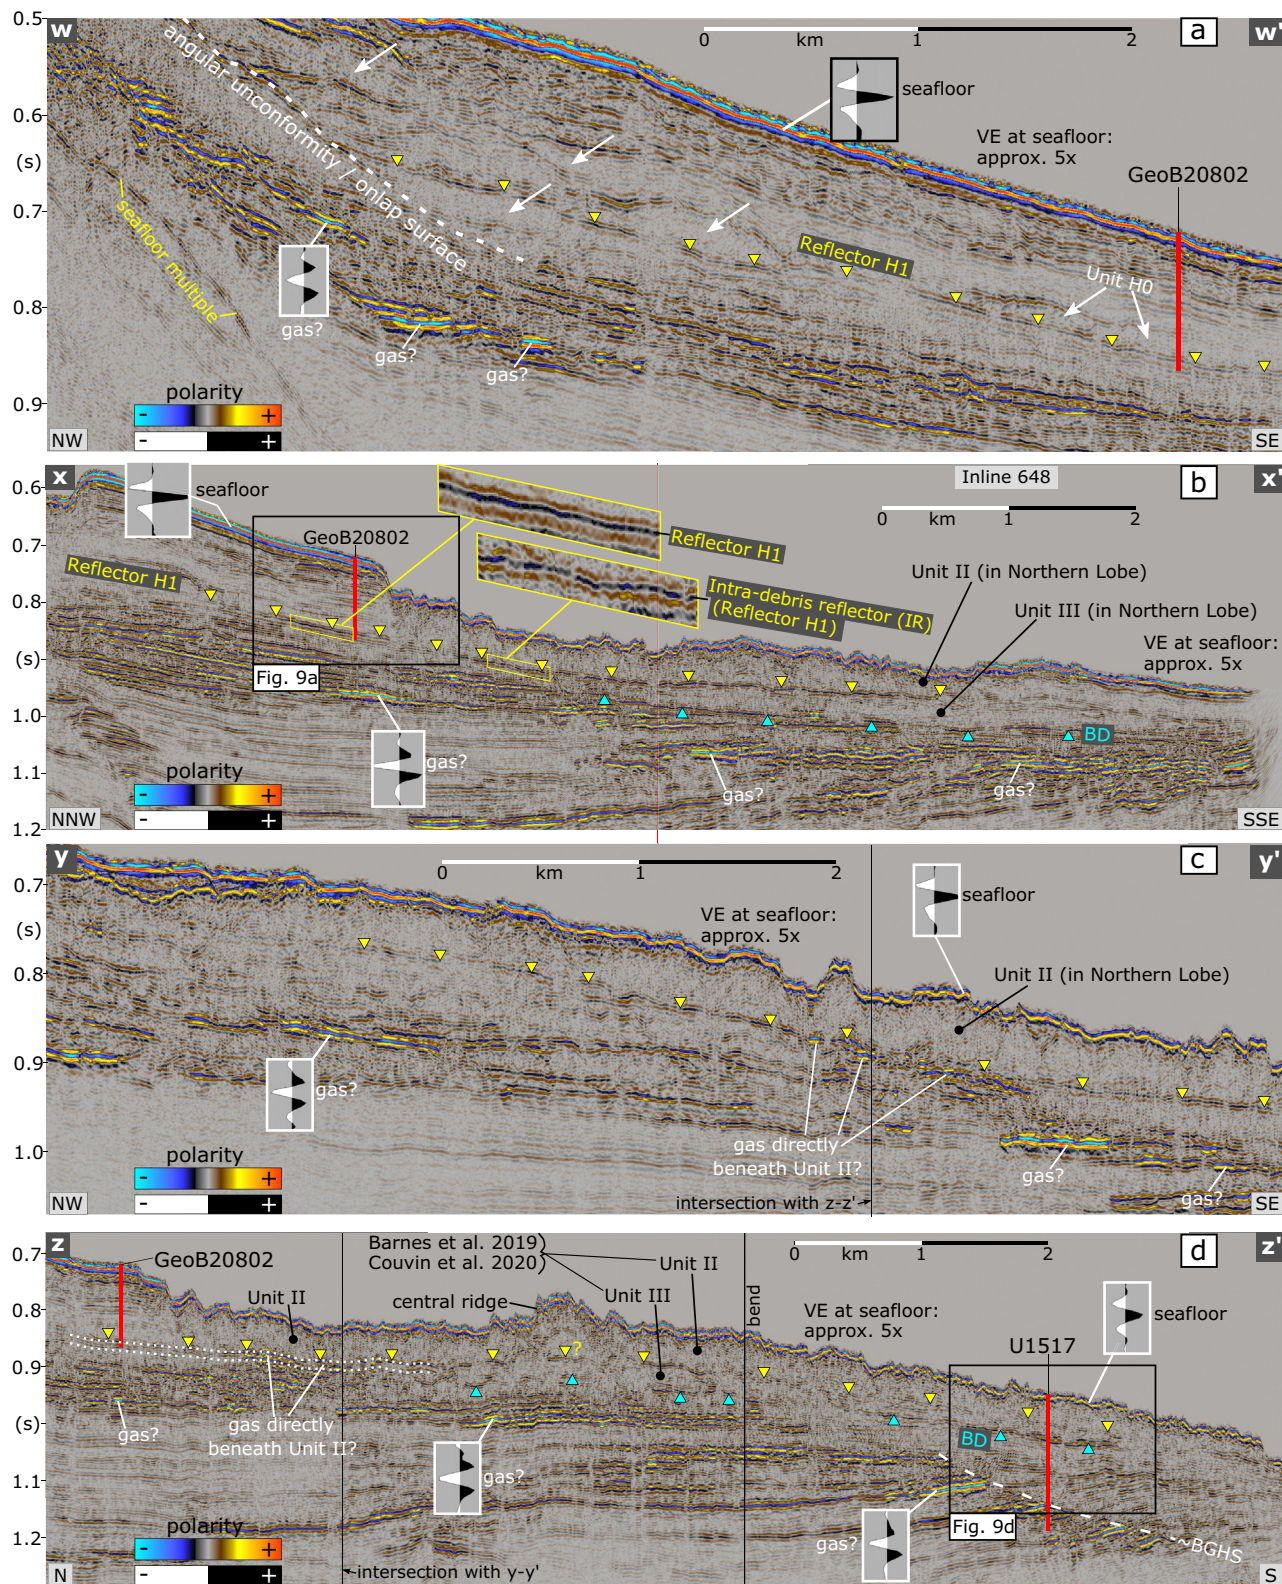 0.5
w
0
km
1
2
a
w'
angular unconformity / onlap surface
seafloor
0.6
(s)
0.7
0.8
0.9
VE at seafloor:
approx. 5x
GeoB20802
Reflector H1
Unit H0
seafloor multiple
gas?
gas?
gas?
polarity
- +
- +
NW
SE
x
seafloor
Inline 648
b
x'
0
km
1
2
0.6
0.7
0.8
(s)
1.0
1.1
1.2
GeoB20802
Reflector H1
Reflector H1
Intra-debris reflector (IR)
(Reflector H1)
Unit II (in Northern Lobe)
Unit III (in Northern Lobe)
VE at seafloor:
approx. 5x
Fig. 9a
gas?
gas?
gas?
BD
polarity
- +
- +
NNW
SSE
y
0
km
1
2
c
y'
0.7
(s)
0.8
0.9
1.0
VE at seafloor:
approx. 5x
seafloor
Unit II (in Northern Lobe)
gas?
gas directly
beneath Unit II?
gas?
gas?
intersection with z-z'
polarity
- +
- +
NW
SE
z
Barnes et al. 2019
Couvin et al. 2020
0
km
1
2
d
z'
0.7
0.8
0.9
(s)
1.1
1.2
GeoB20802
Unit II
central ridge
Unit II
Unit III
bend
VE at seafloor:
approx. 5x
seafloor
U1517
?
gas?
gas directly
beneath Unit II?
gas?
BD
gas?
Fig. 9d
~BGHS
polarity
- +
- +
N
intersection with y-y'
S